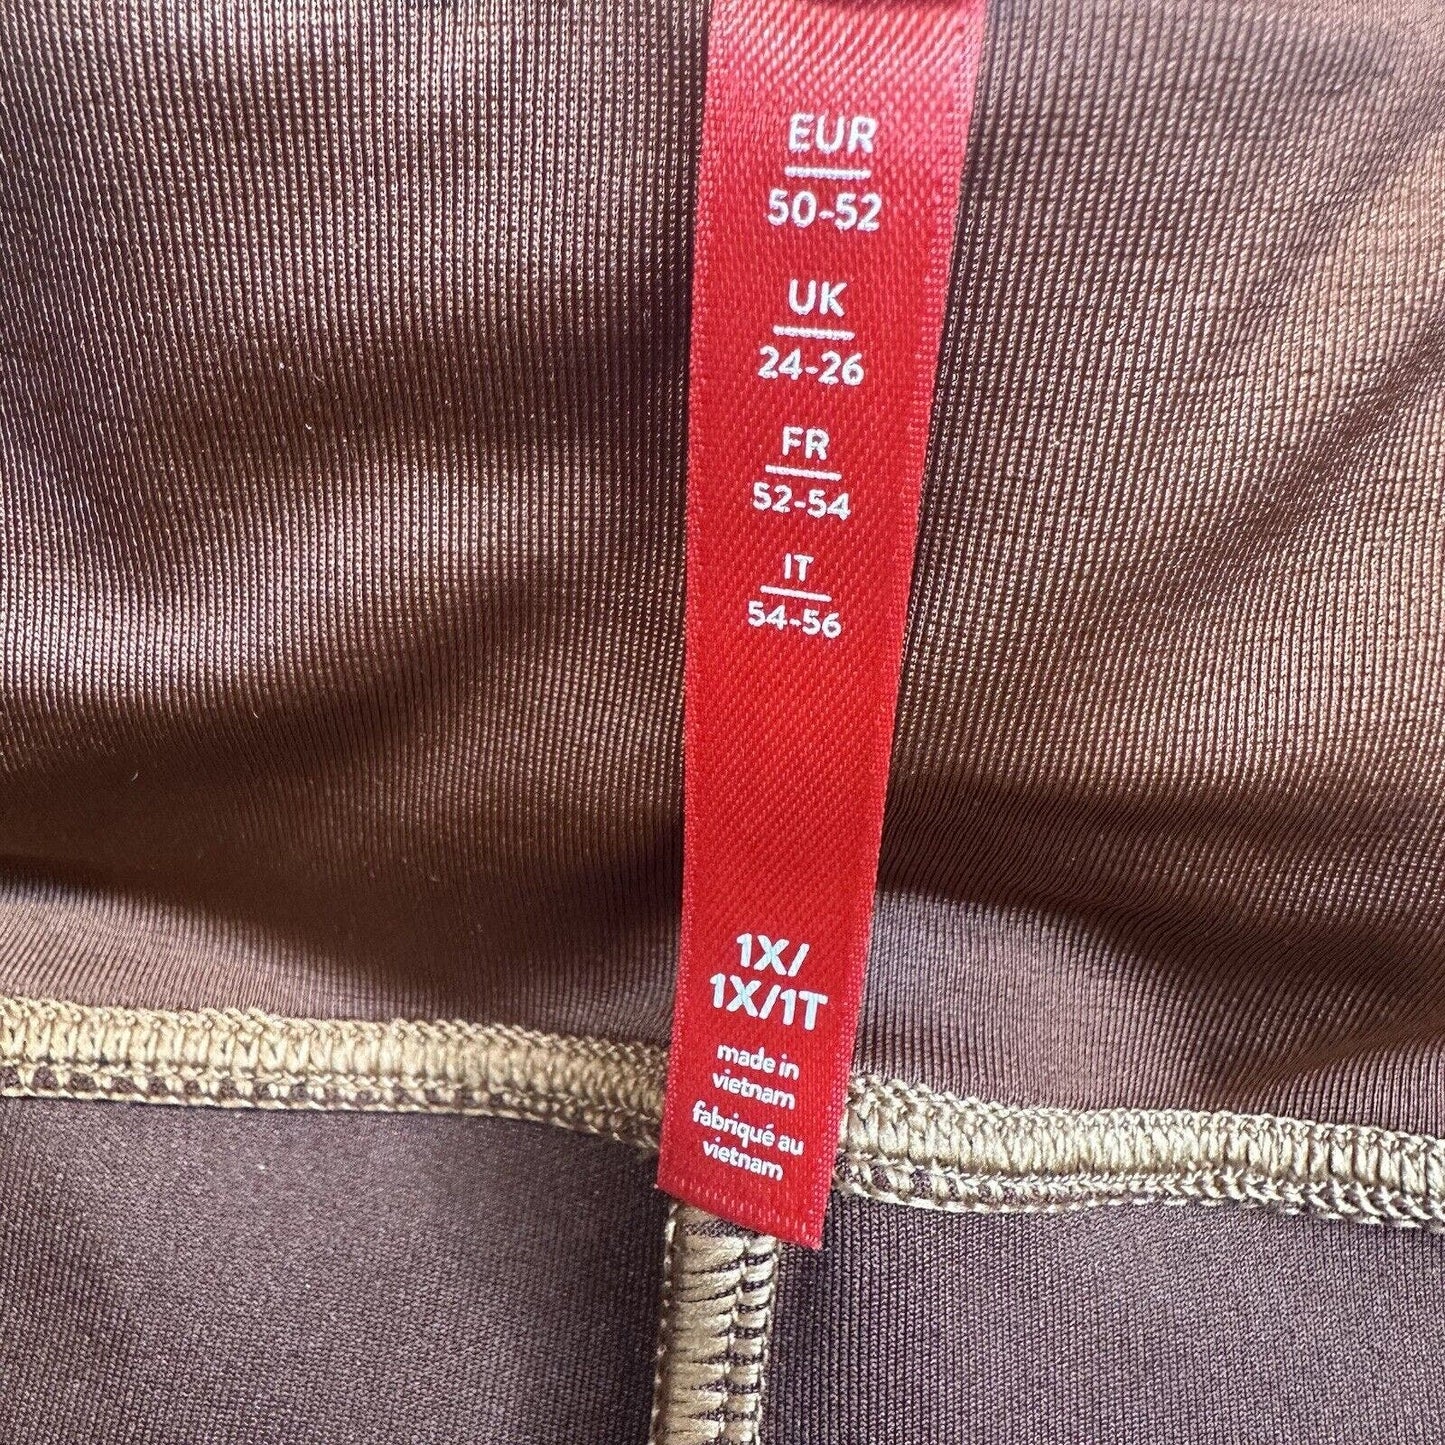 EUR
50-52
UK
24-26
FR
52-54
IT
54-56
1X/
1X/1T
made in
vietnam
fabriqué au
vietnam